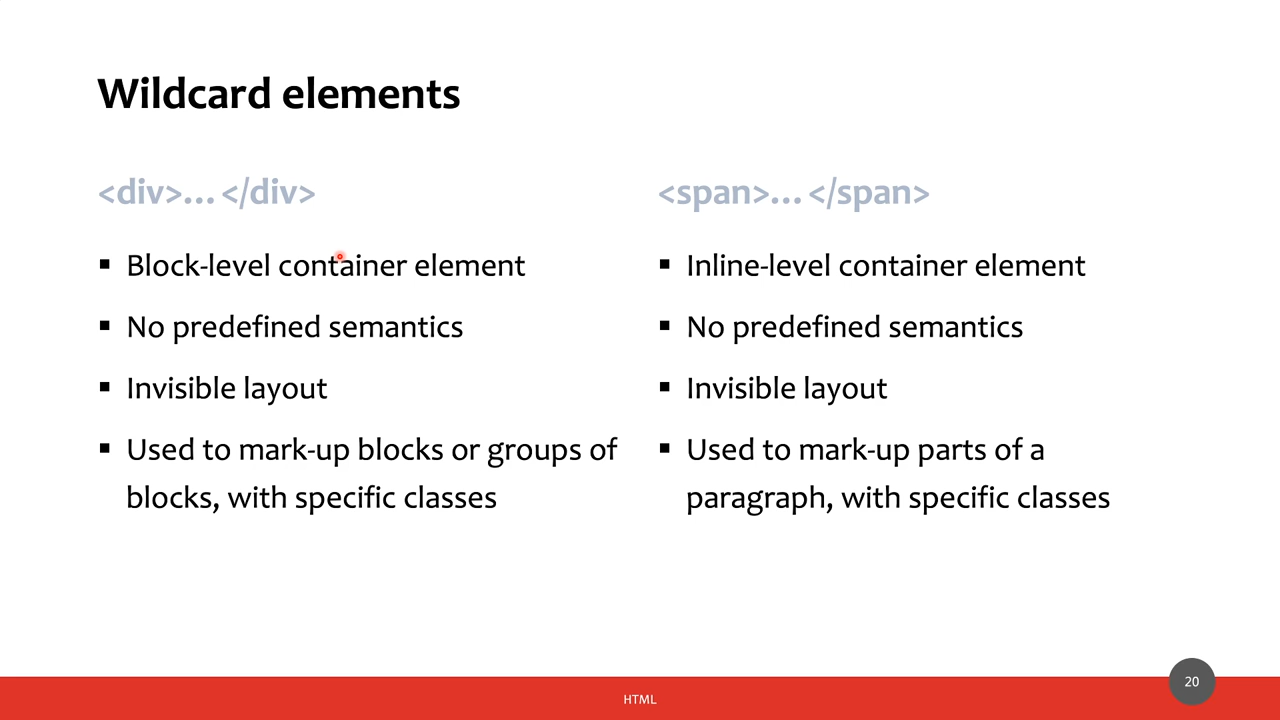 Wildcard elements
<div>… </div>
▪ Block-level container element
▪ No predefined semantics
▪ Invisible layout
▪ Used to mark-up blocks or groups of
blocks, with specific classes
<span>… </span>
▪ Inline-level container element
▪ No predefined semantics
▪ Invisible layout
▪ Used to mark-up parts of a
paragraph, with specific classes
HTML
20